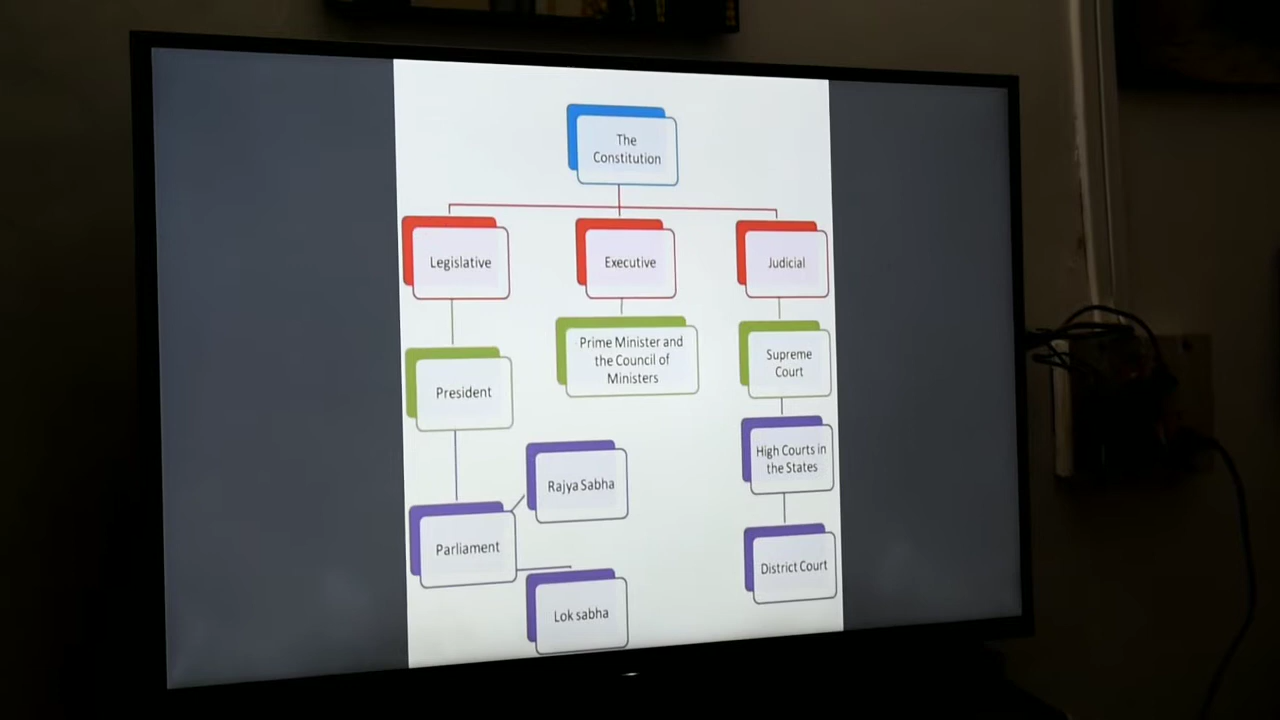 The
Constitution
Legislative
Executive
Judicial
President
Prime Minister and
the Council of
Ministers
Supreme
Court
Parliament
Rajya Sabha
Lok sabha
High Courts in
the States
District Court